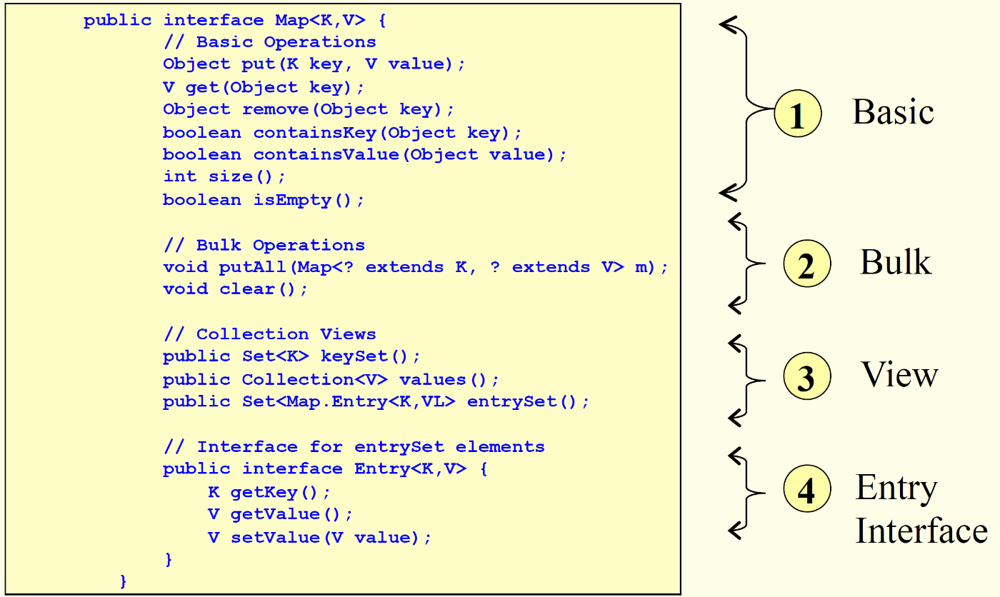 public interface Map<K,V> {
// Basic Operations
Object put(K key, V value);
V get(Object key);
Object remove(Object key);
boolean containsKey(Object key);
boolean containsValue(Object value);
int size();
boolean isEmpty();
// Bulk Operations
void putAll(Map<? extends K, ? extends V> m);
void clear();
// Collection Views
public Set<K> keySet();
public Collection<V> values();
public Set<Map.Entry<K,VL> entrySet();
// Interface for entrySet elements
public interface Entry<K,V> {
K getKey();
V getValue();
V setValue(V value);
}
}
1 Basic
2 Bulk
3 View
4 Entry
Interface